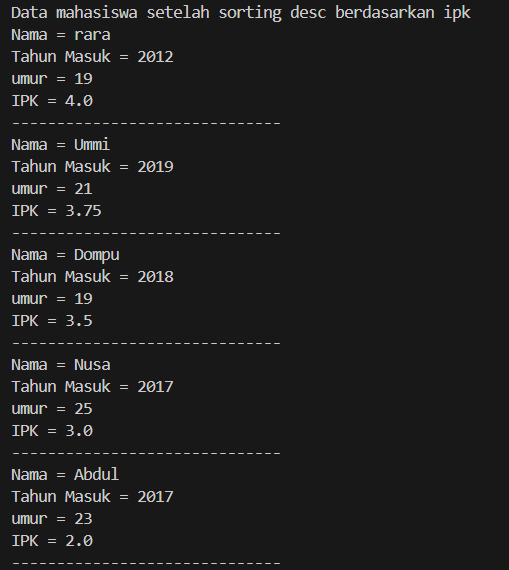 Data mahasiswa setelah sorting desc berdasarkan ipk
Nama = rara
Tahun Masuk = 2012
umur = 19
IPK = 4.0
------------------------------
Nama = Ummi
Tahun Masuk = 2019
umur = 21
IPK = 3.75
------------------------------
Nama = Dompu
Tahun Masuk = 2018
umur = 19
IPK = 3.5
------------------------------
Nama = Nusa
Tahun Masuk = 2017
umur = 25
IPK = 3.0
------------------------------
Nama = Abdul
Tahun Masuk = 2017
umur = 23
IPK = 2.0
------------------------------